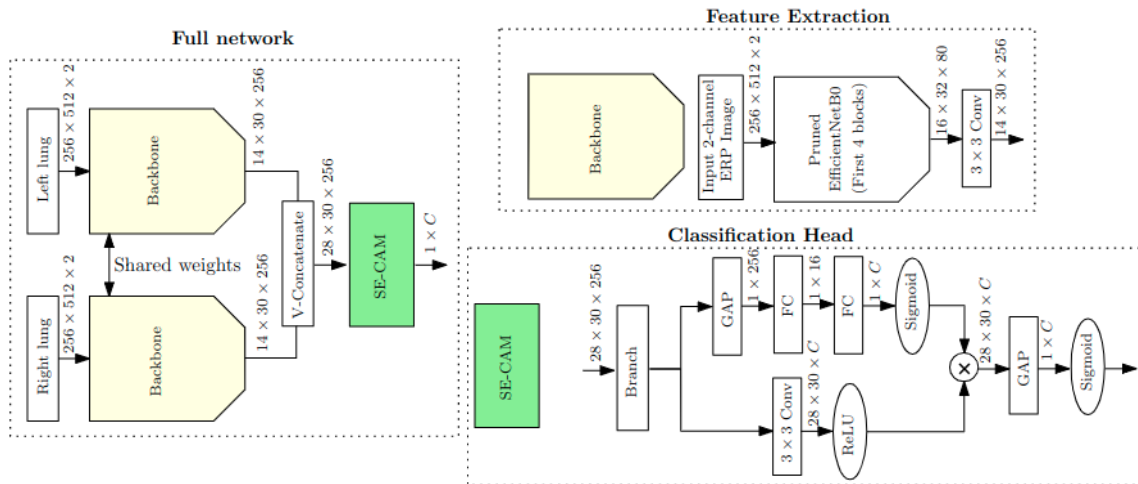 Full network
Left lung
256 × 512 × 2
Backbone
14 × 30 × 256
Shared weights
Right lung
256 × 512 × 2
Backbone
14 × 30 × 256
V-Concatenate
28 × 30 × 256
SE-CAM
1 × C
Feature Extraction
Backbone
Input 2-channel
ERP Image
256 × 512 × 2
Pruned
EfficientNetB0
(First 4 blocks)
16 × 32 × 80
3 × 3 Conv
14 × 30 × 256
Classification Head
SE-CAM
28 × 30 × 256
Branch
GAP
1 × 256
FC
1 × 16
FC
1 × C
Sigmoid
3 × 3 Conv
28 × 30 × C
ReLU
×
28 × 30 × C
GAP
1 × C
Sigmoid